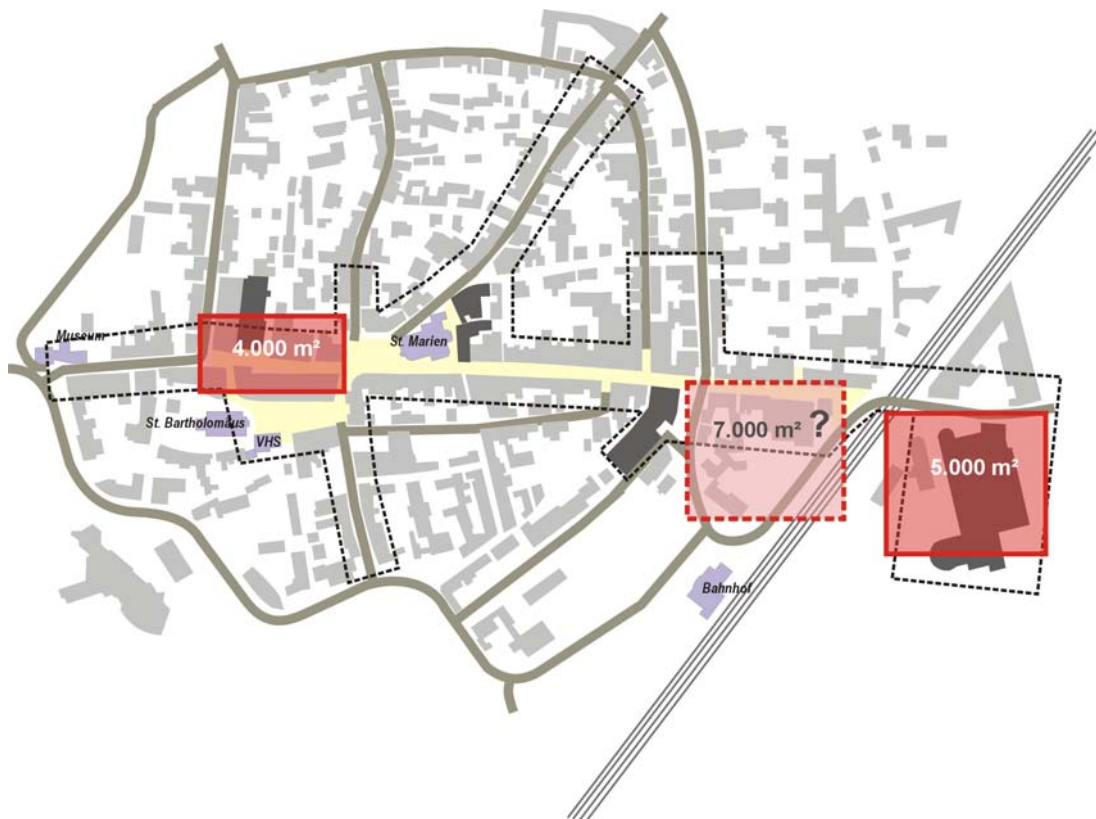 Museum
4.000 m²
St. Marien
St. Bartholomäus
VHS
7.000 m² ?
5.000 m²
Bahnhof